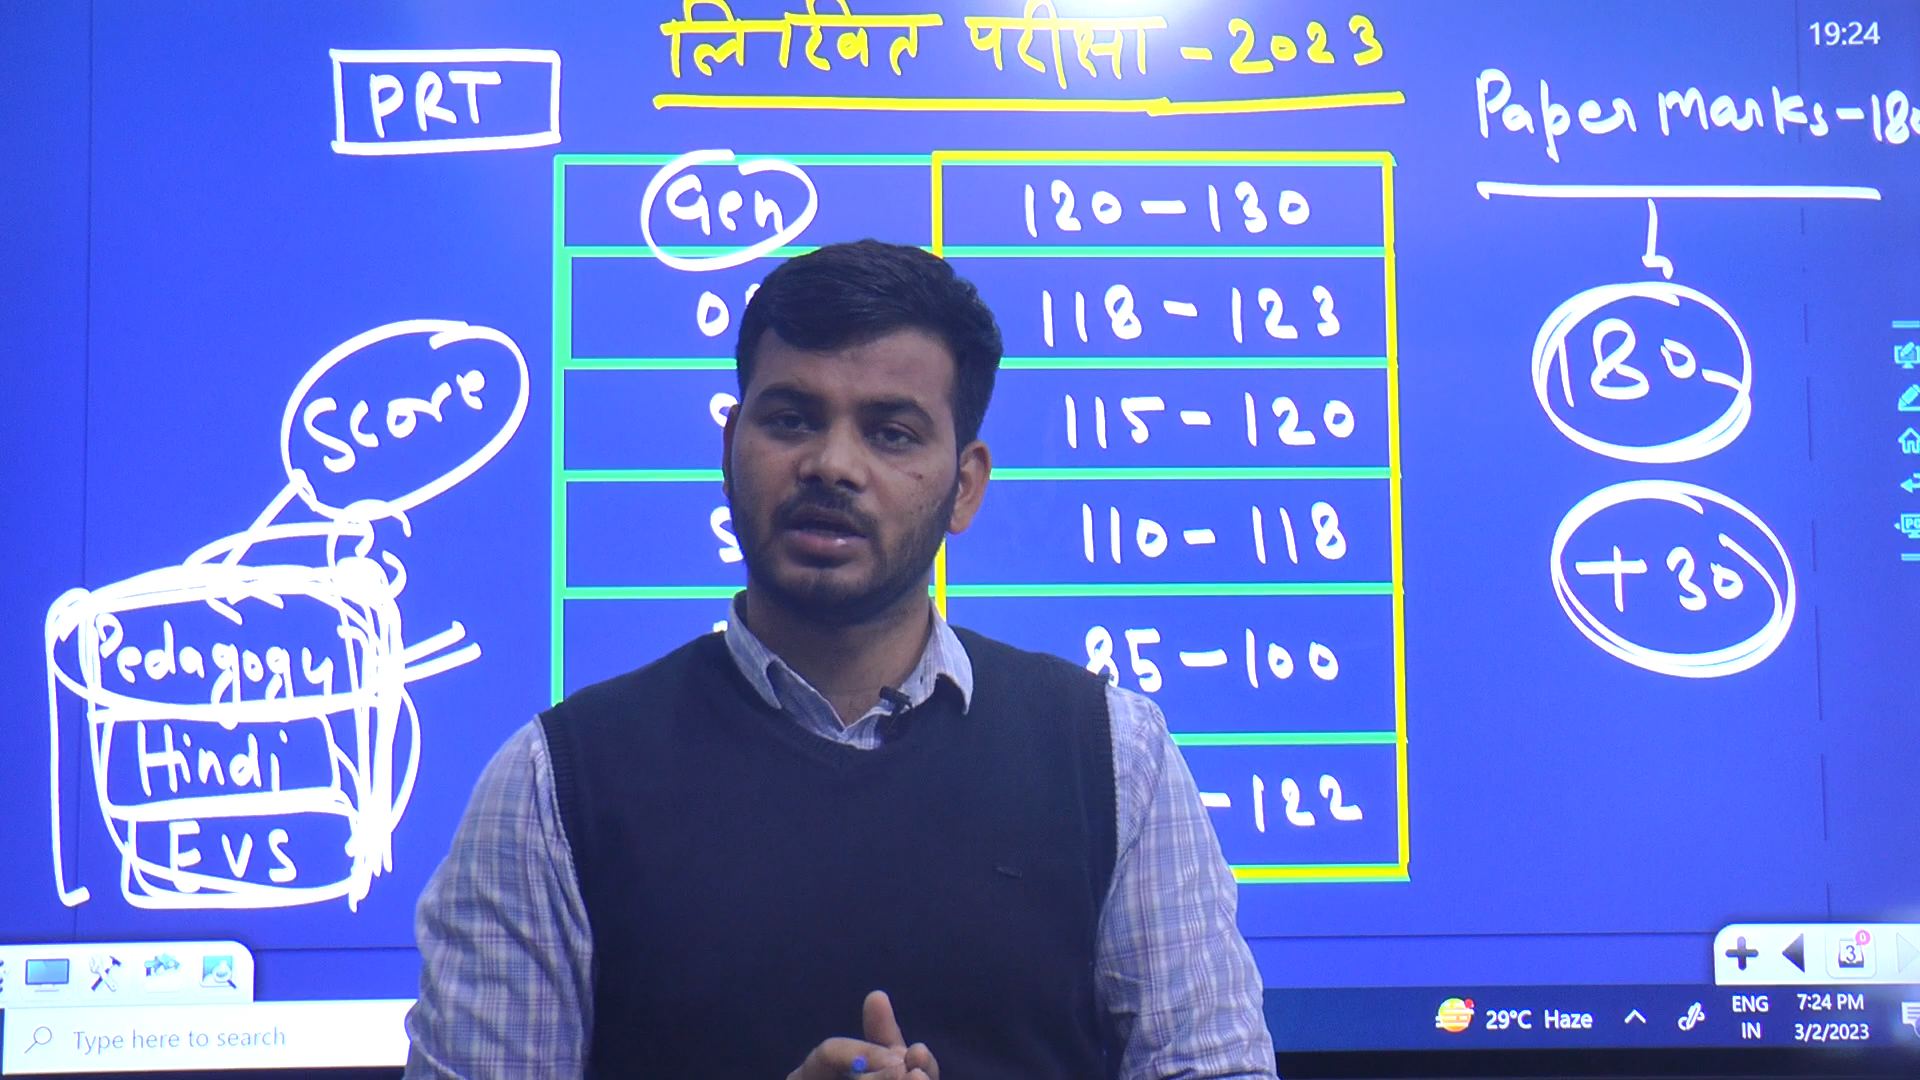 लिखित परीक्षा - 2023
19:24
PRT
Paper Marks - 180
Gen
120 - 130
118 - 123
115 - 120
110 - 118
85 - 100
- 122
Score
Pedagogy
Hindi
EVS
180
+30
3
Type here to search
29°C Haze
ENG
IN
7:24 PM
3/2/2023